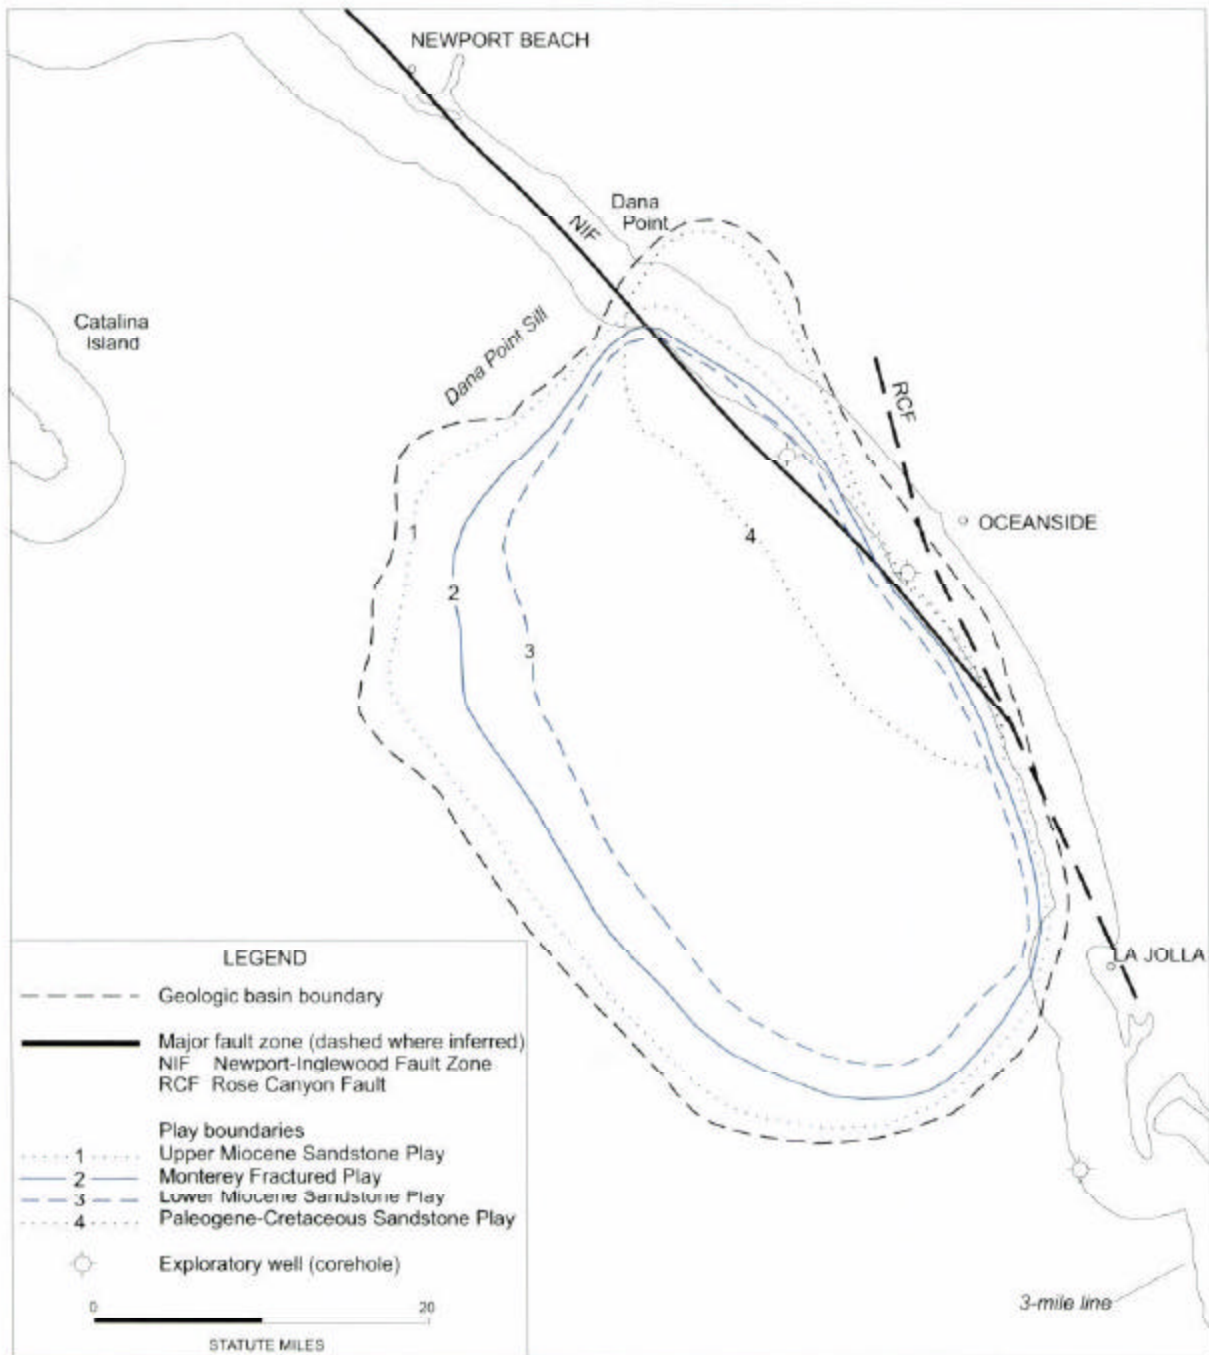 NEWPORT BEACH
Dana
Point
NIF
Catalina
Island
Dana Point Sill
RCF
OCEANSIDE
1
2
3
4
LA JOLLA
LEGEND
Geologic basin boundary
Major fault zone (dashed where inferred)
NIF Newport-Inglewood Fault Zone
RCF Rose Canyon Fault
Play boundaries
1 Upper Miocene Sandstone Play
2 Monterey Fractured Play
3 Lower Miocene Sandstone Play
4 Paleogene-Cretaceous Sandstone Play
Exploratory well (corehole)
0 20
STATUTE MILES
3-mile line